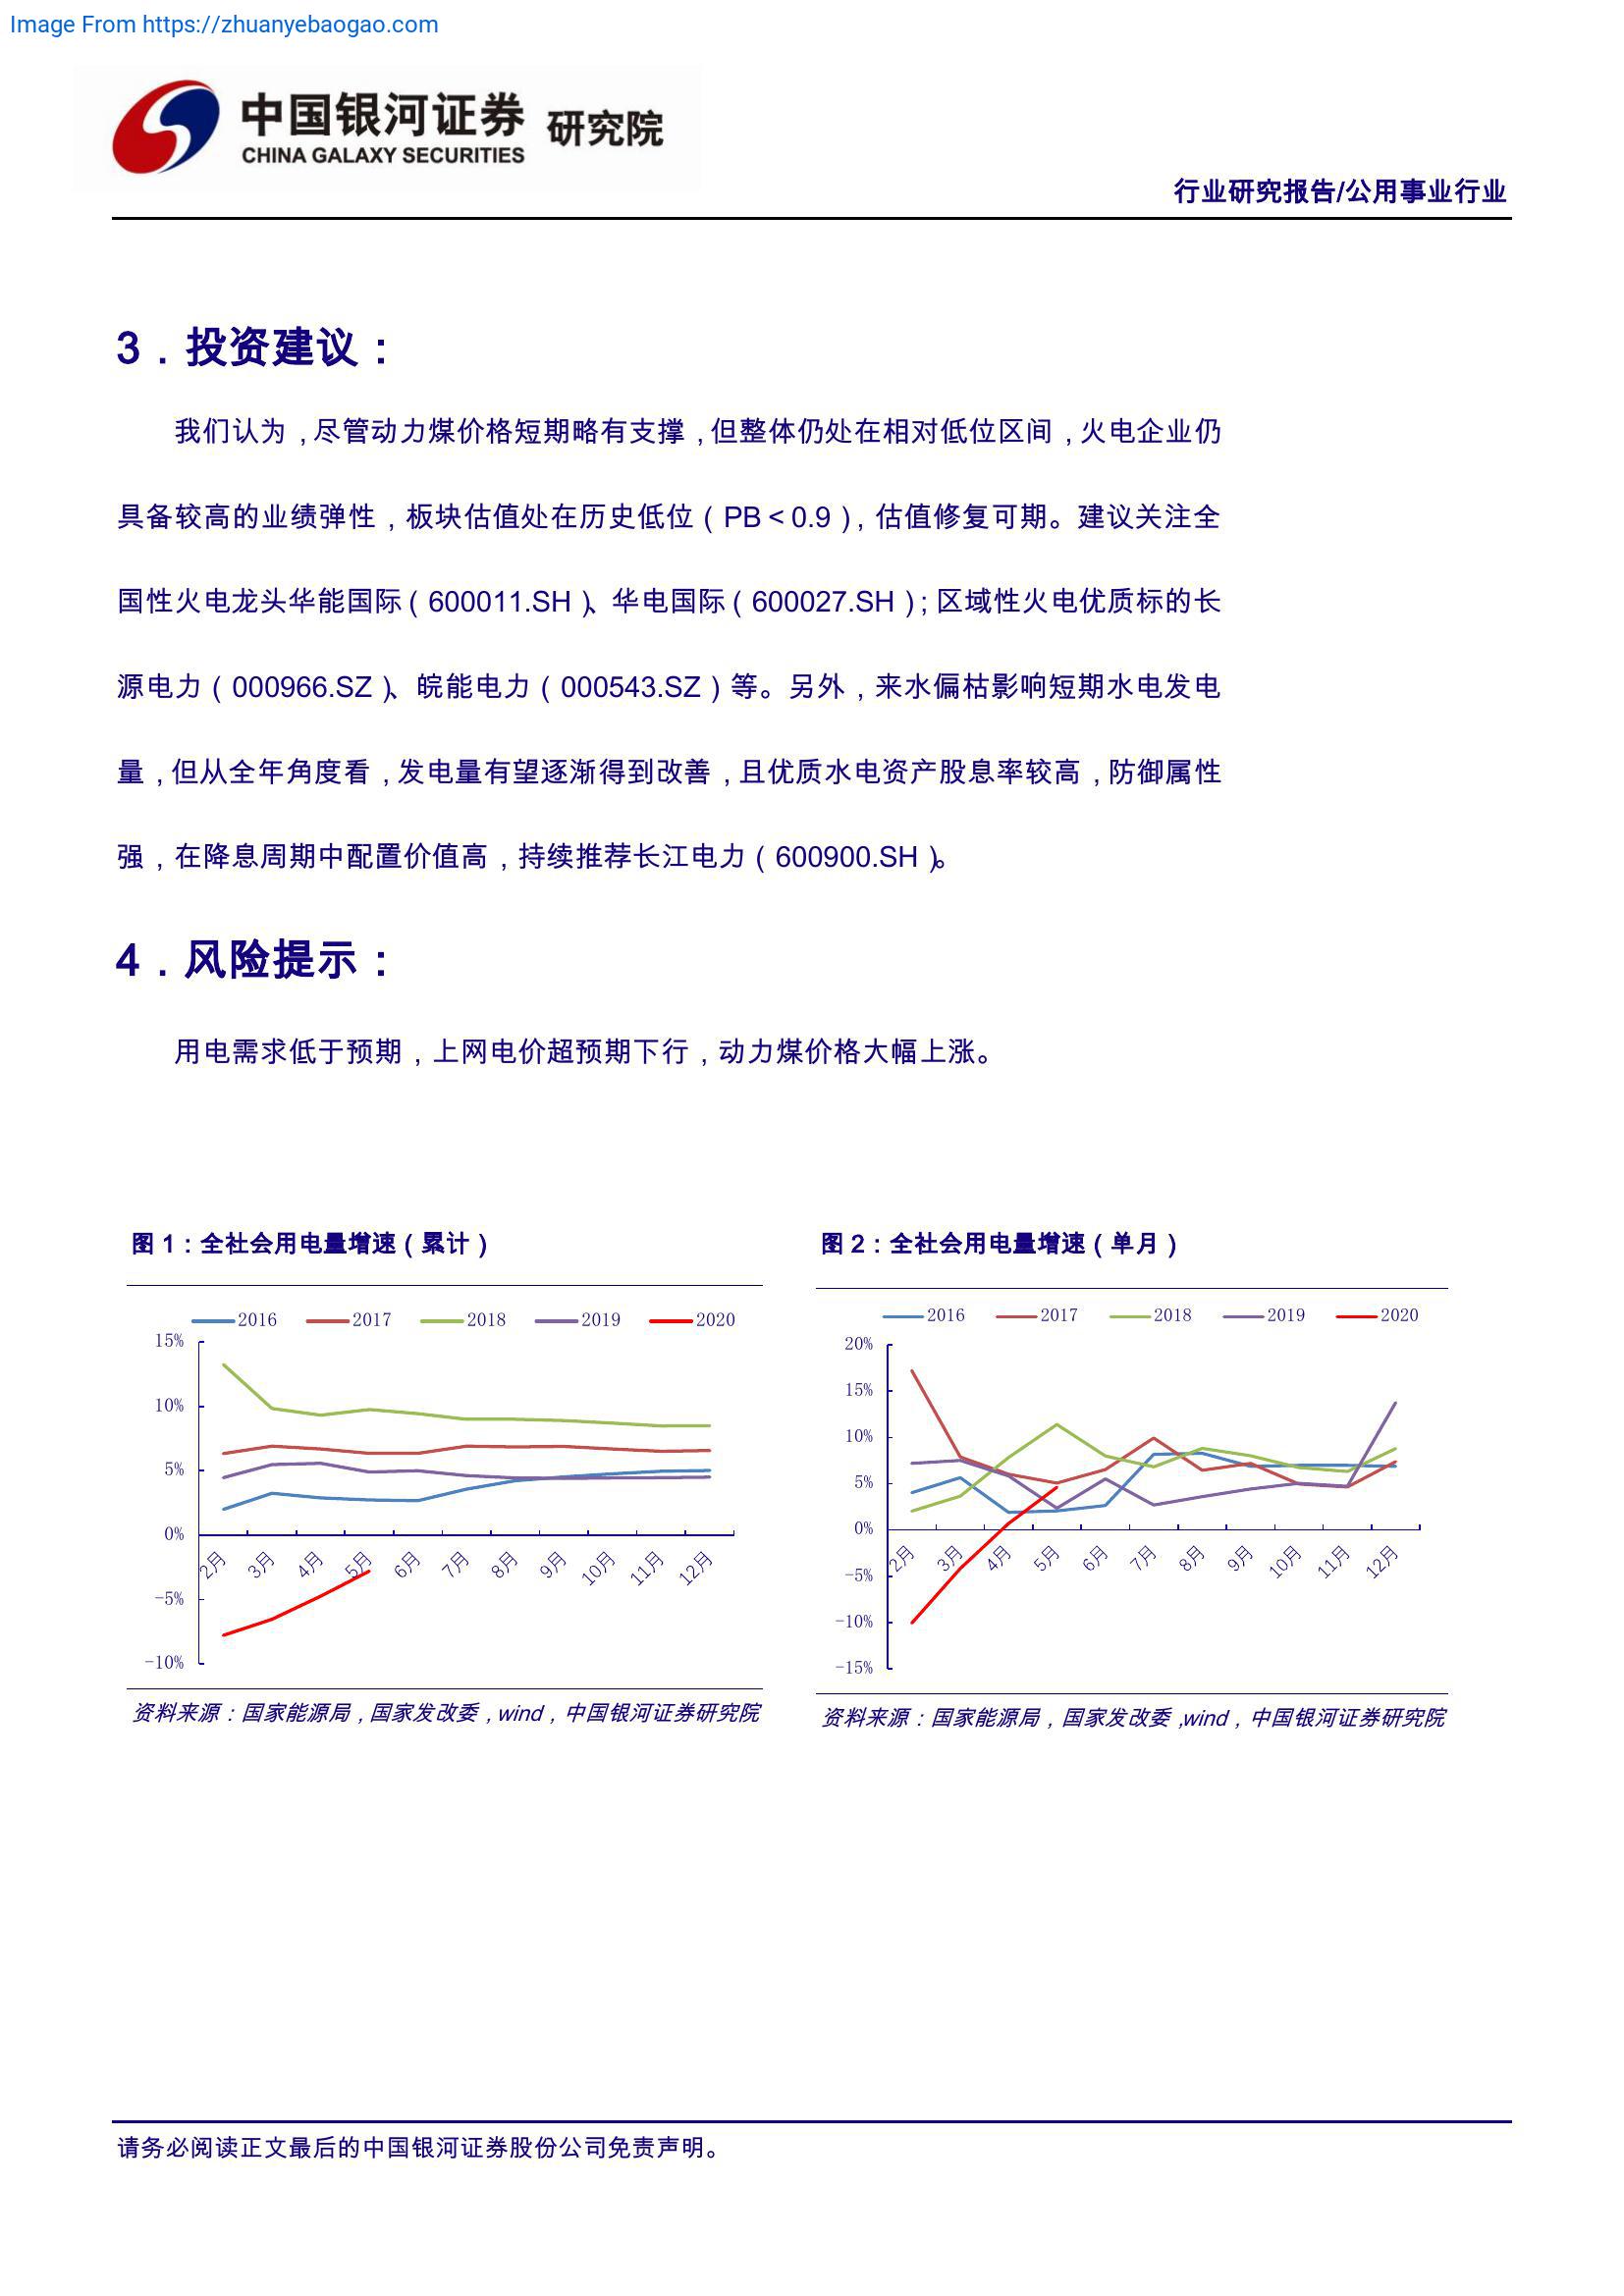 Image From https://zhuanyebaogao.com
中国银河证券 研究院
CHINA GALAXY SECURITIES
行业研究报告/公用事业行业
3．投资建议：
我们认为，尽管动力煤价格短期略有支撑，但整体仍处在相对低位区间，火电企业仍
具备较高的业绩弹性，板块估值处在历史低位（PB＜0.9），估值修复可期。建议关注全
国性火电龙头华能国际（600011.SH）、华电国际（600027.SH）；区域性火电优质标的长
源电力（000966.SZ）、皖能电力（000543.SZ）等。另外，来水偏枯影响短期水电发电
量，但从全年角度看，发电量有望逐渐得到改善，且优质水电资产股息率较高，防御属性
强，在降息周期中配置价值高，持续推荐长江电力（600900.SH）。
4．风险提示：
用电需求低于预期，上网电价超预期下行，动力煤价格大幅上涨。
图 1：全社会用电量增速（累计）
2016 2017 2018 2019 2020
15%
10%
5%
0%
-5%
-10%
2月 3月 4月 5月 6月 7月 8月 9月 10月 11月 12月
资料来源：国家能源局，国家发改委，wind，中国银河证券研究院
图 2：全社会用电量增速（单月）
2016 2017 2018 2019 2020
20%
15%
10%
5%
0%
-5%
-10%
-15%
2月 3月 4月 5月 6月 7月 8月 9月 10月 11月 12月
资料来源：国家能源局，国家发改委，wind，中国银河证券研究院
请务必阅读正文最后的中国银河证券股份公司免责声明。